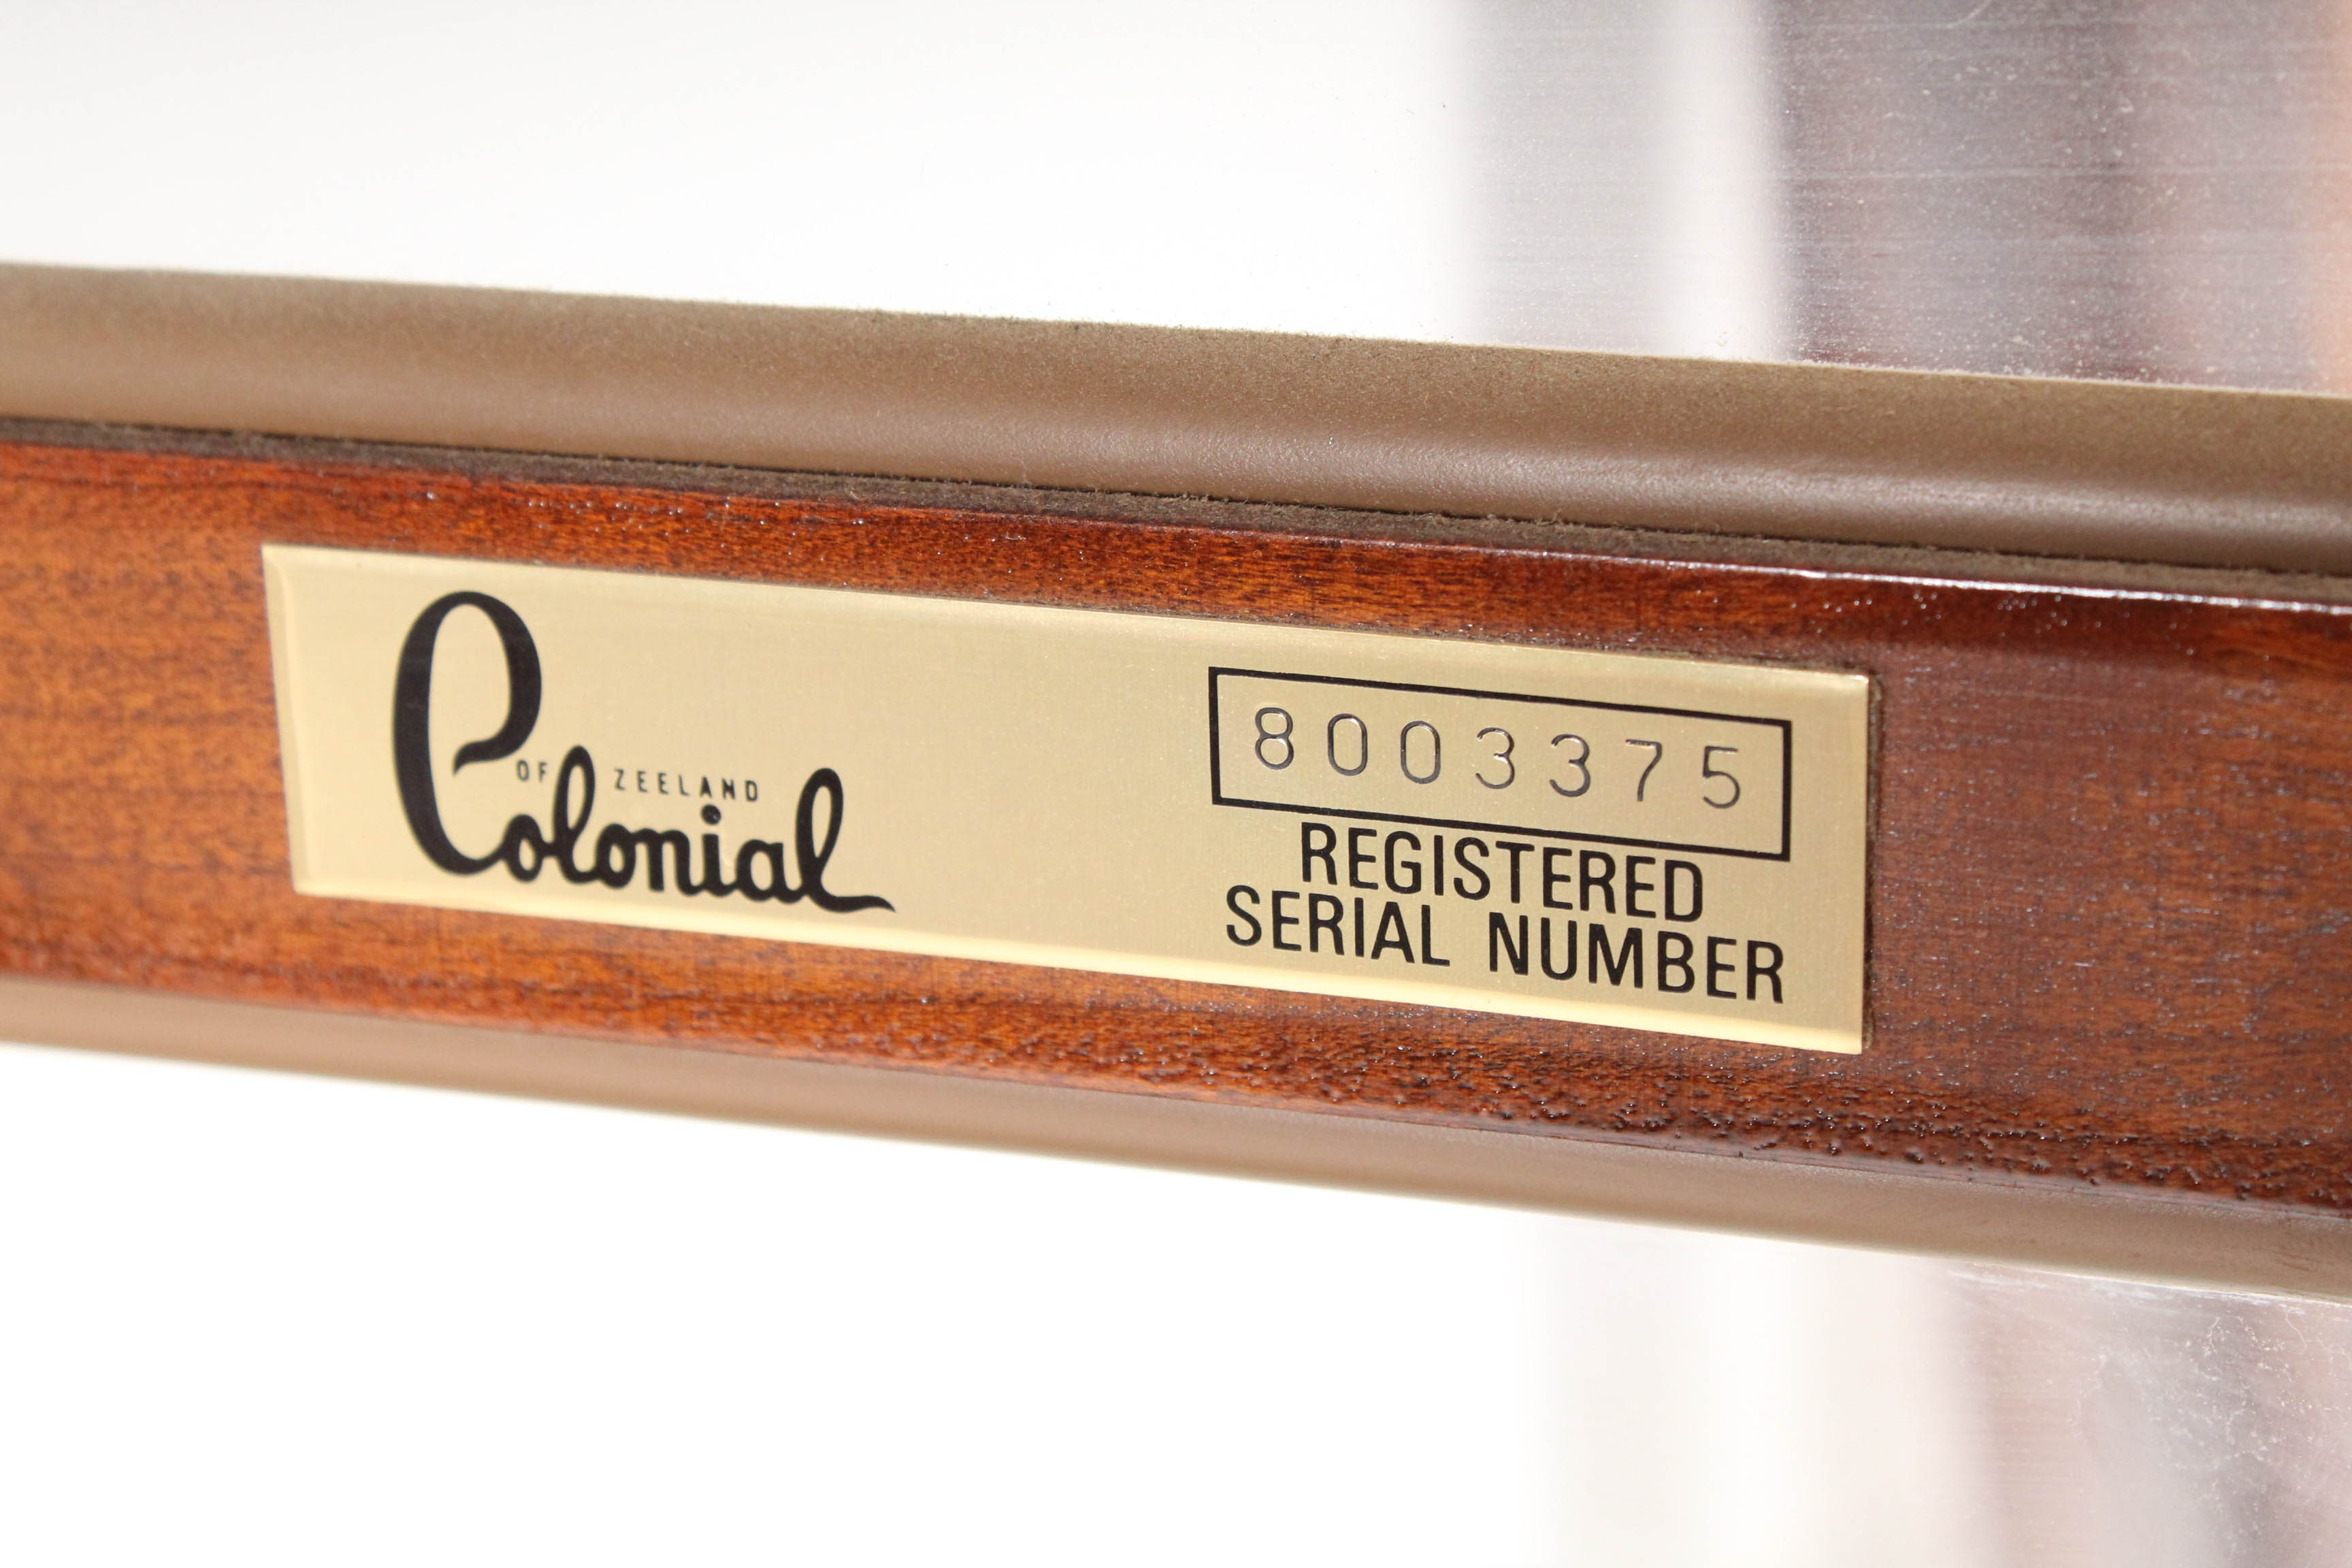 Colonial
OF ZEELAND
8003375
REGISTERED
SERIAL NUMBER